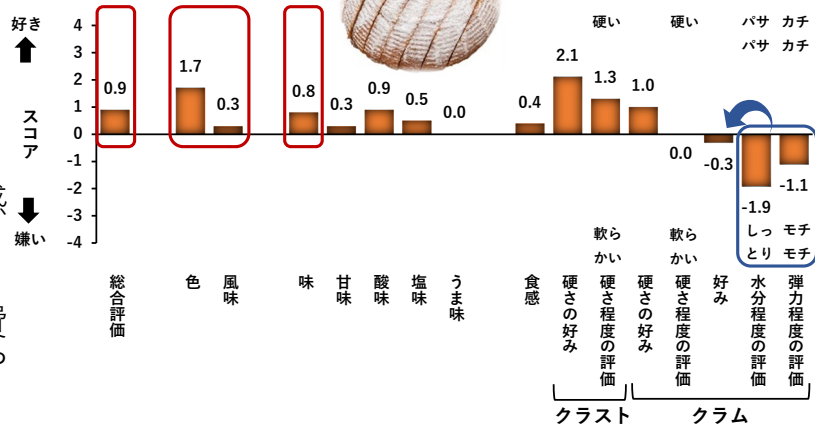 好き
スコア
嫌い
4
3
2
1
0
-1
-2
-3
-4
硬い
硬い
パサ
パサ
カチ
カチ
0.9
1.7
0.3
0.8
0.3
0.9
0.5
0.0
0.4
2.1
1.3
1.0
0.0
-0.3
-1.9
-1.1
軟ら
かい
軟ら
かい
しっ
とり
モチ
モチ
総合評価
色
風味
味
甘味
酸味
塩味
うま味
食感
硬さの好み
硬さ程度の評価
硬さの好み
硬さ程度の評価
好み
水分程度の評価
弾力程度の評価
クラスト
クラム